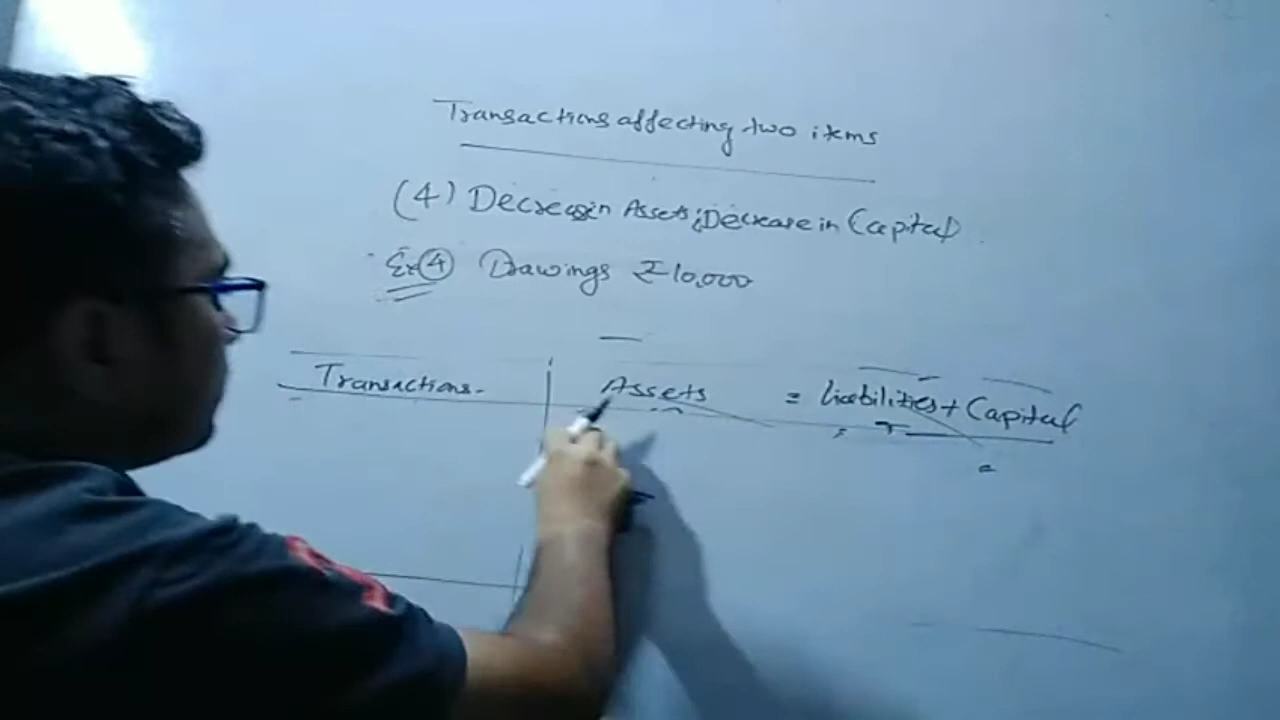 Transactions affecting two items
(4) Decrease in Assets; Decrease in Capital
Ex ④ Drawings ₹10,000
Transactions. Assets = Liabilities + Capital